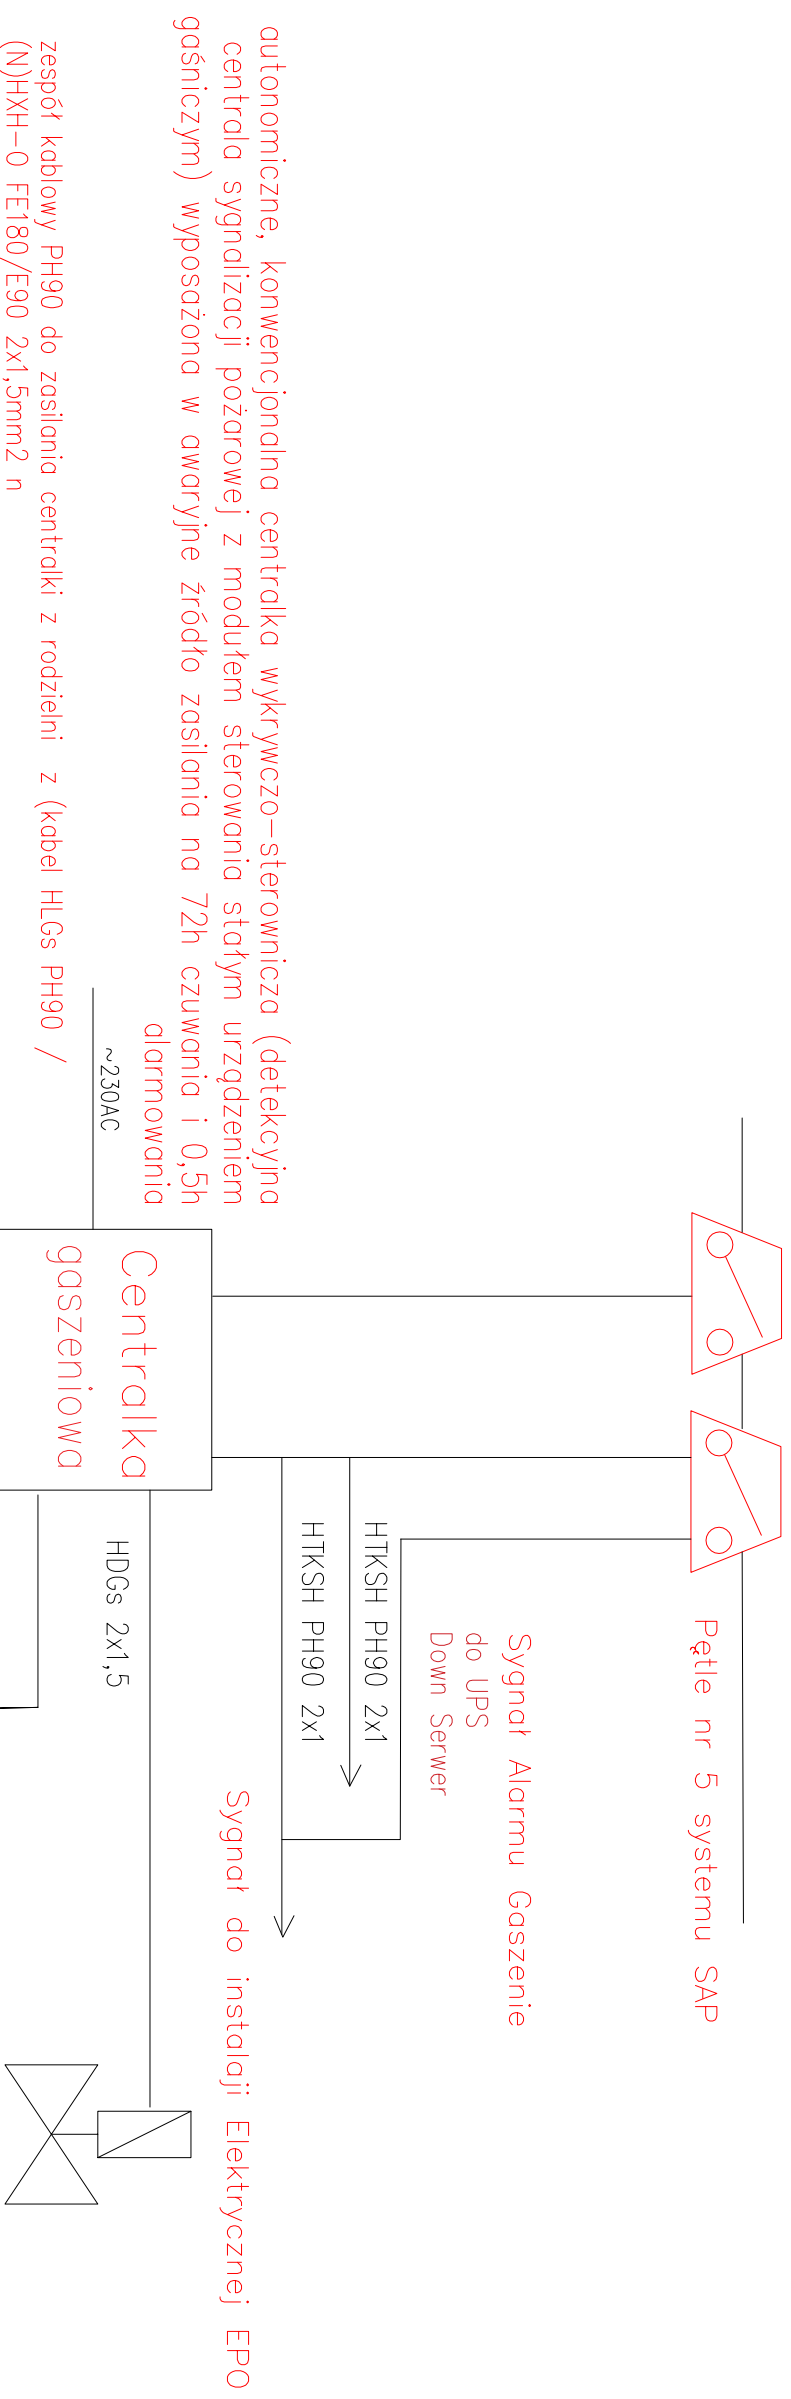 Pętle nr 5 systemu SAP
Sygnał Alarmu Gaszenie
do UPS
Down Serwer
HTKSH PH90 2x1
HTKSH PH90 2x1
autonomiczne, konwencjonalna centralka wykrywczo-sterownicza (detekcyjna
centrala sygnalizacji pożarowej z modułem sterowania stałym urządzeniem
gaśniczym) wyposażona w awaryjne źródło zasilania na 72h czuwania i 0,5h
alarmowania
Sygnał do instalaji Elektrycznej EPO
Centralka
gaszeniowa
HDGs 2x1,5
~230AC
zespół kablowy PH90 do zasilania centralki z rodzielni z (kabel HLGs PH90 /
(N)HXH-O FE180/E90 2x1,5mm2 n